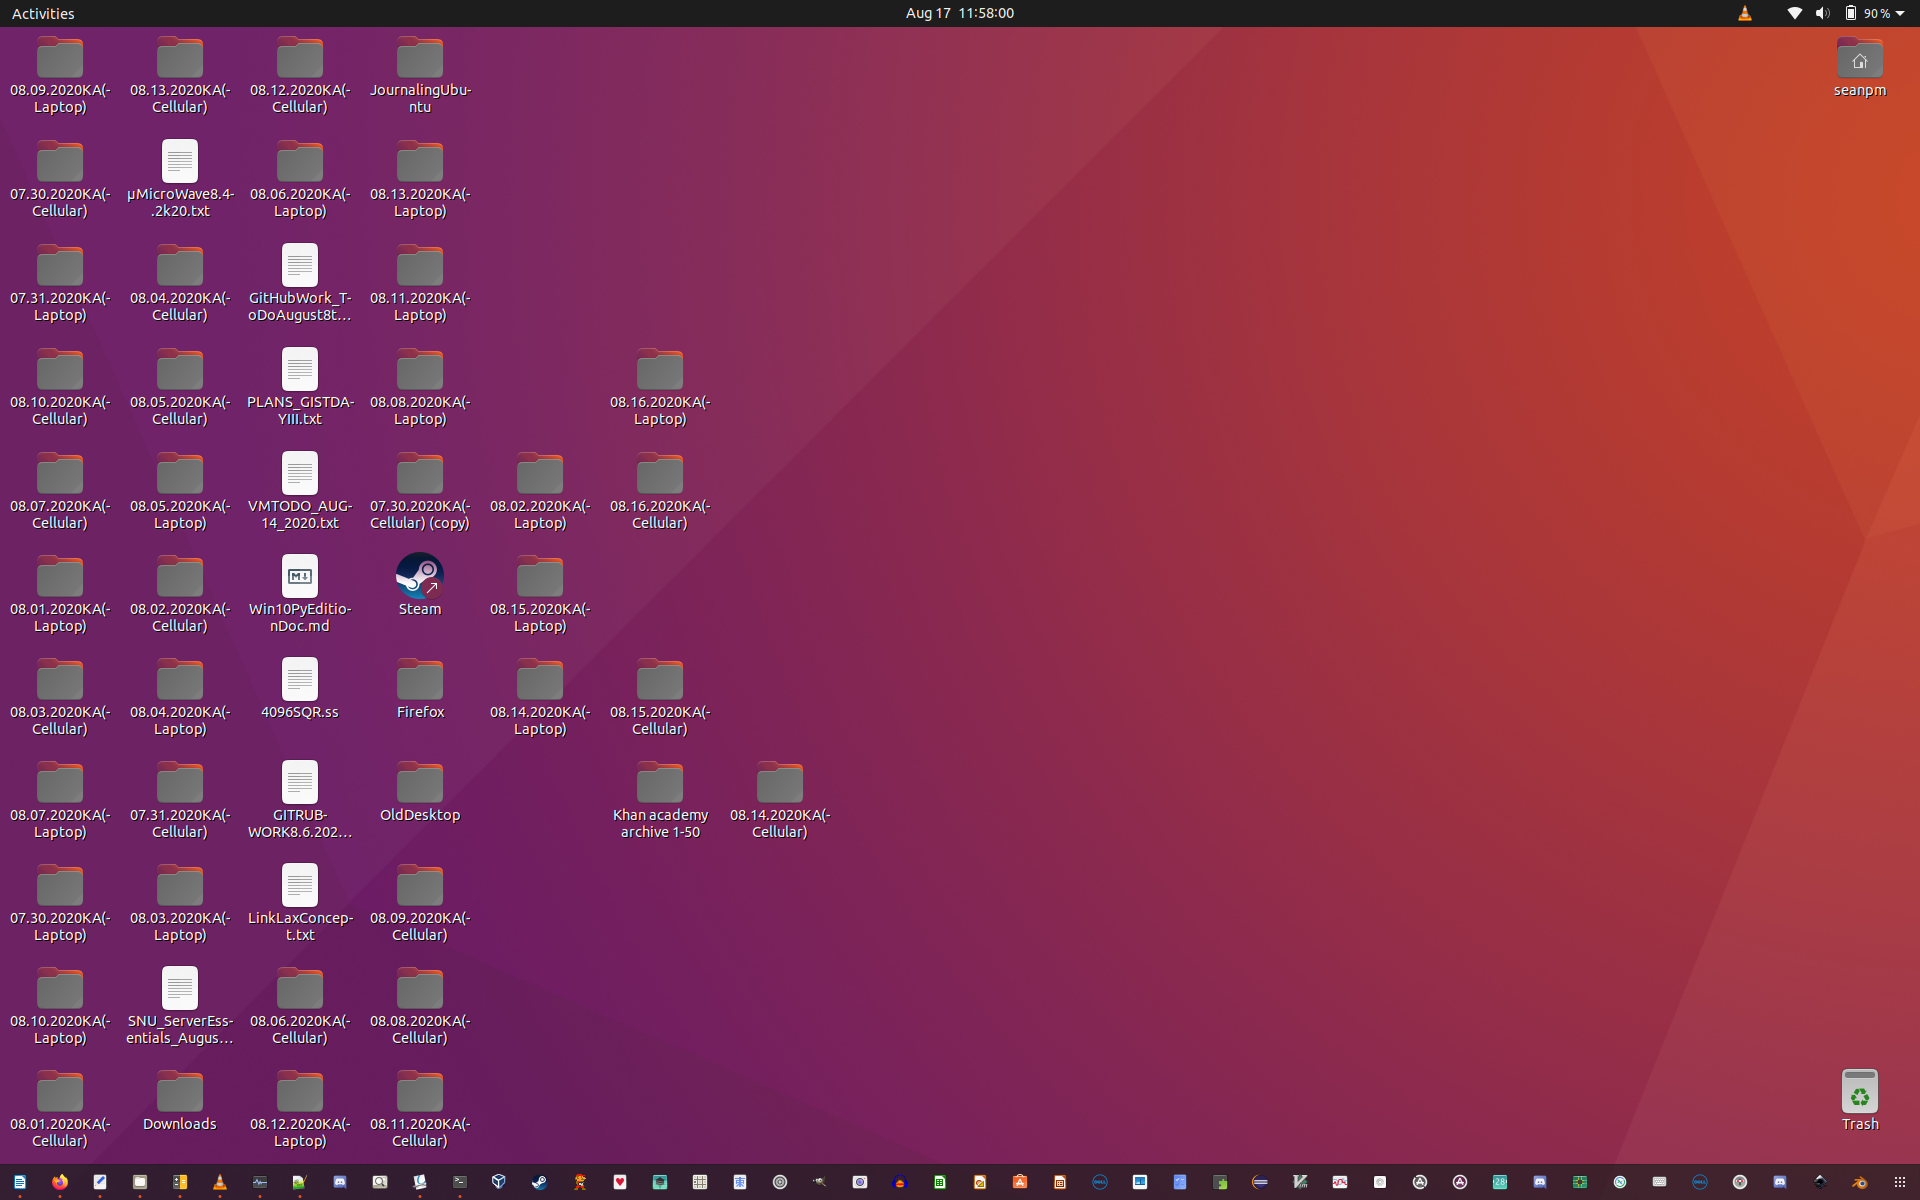 Activities
Aug 17 11:58:00
90 %
08.09.2020KA(-
Laptop)
08.13.2020KA(-
Cellular)
08.12.2020KA(-
Cellular)
JournalingUbu-
ntu
seanpm
07.30.2020KA(-
Cellular)
µMicroWave8.4-
.2k20.txt
08.06.2020KA(-
Laptop)
08.13.2020KA(-
Laptop)
07.31.2020KA(-
Laptop)
08.04.2020KA(-
Cellular)
GitHubWork_T-
oDoAugust8t...
08.11.2020KA(-
Laptop)
08.10.2020KA(-
Cellular)
08.05.2020KA(-
Cellular)
PLANS_GISTDA-
YIII.txt
08.08.2020KA(-
Laptop)
08.16.2020KA(-
Laptop)
08.07.2020KA(-
Cellular)
08.05.2020KA(-
Laptop)
VMTODO_AUG-
14_2020.txt
07.30.2020KA(-
Cellular) (copy)
08.02.2020KA(-
Laptop)
08.16.2020KA(-
Cellular)
08.01.2020KA(-
Laptop)
08.02.2020KA(-
Cellular)
Win10PyEditio-
nDoc.md
Steam
08.15.2020KA(-
Laptop)
08.03.2020KA(-
Cellular)
08.04.2020KA(-
Laptop)
4096SQR.ss
Firefox
08.14.2020KA(-
Laptop)
08.15.2020KA(-
Cellular)
08.07.2020KA(-
Laptop)
07.31.2020KA(-
Cellular)
GITRUB-
WORK8.6.202...
OldDesktop
Khan academy
archive 1-50
08.14.2020KA(-
Cellular)
07.30.2020KA(-
Laptop)
08.03.2020KA(-
Laptop)
LinkLaxConcep-
t.txt
08.09.2020KA(-
Cellular)
08.10.2020KA(-
Laptop)
SNU_ServerEss-
entials_Augus...
08.06.2020KA(-
Cellular)
08.08.2020KA(-
Cellular)
08.01.2020KA(-
Cellular)
Downloads
08.12.2020KA(-
Laptop)
08.11.2020KA(-
Cellular)
Trash